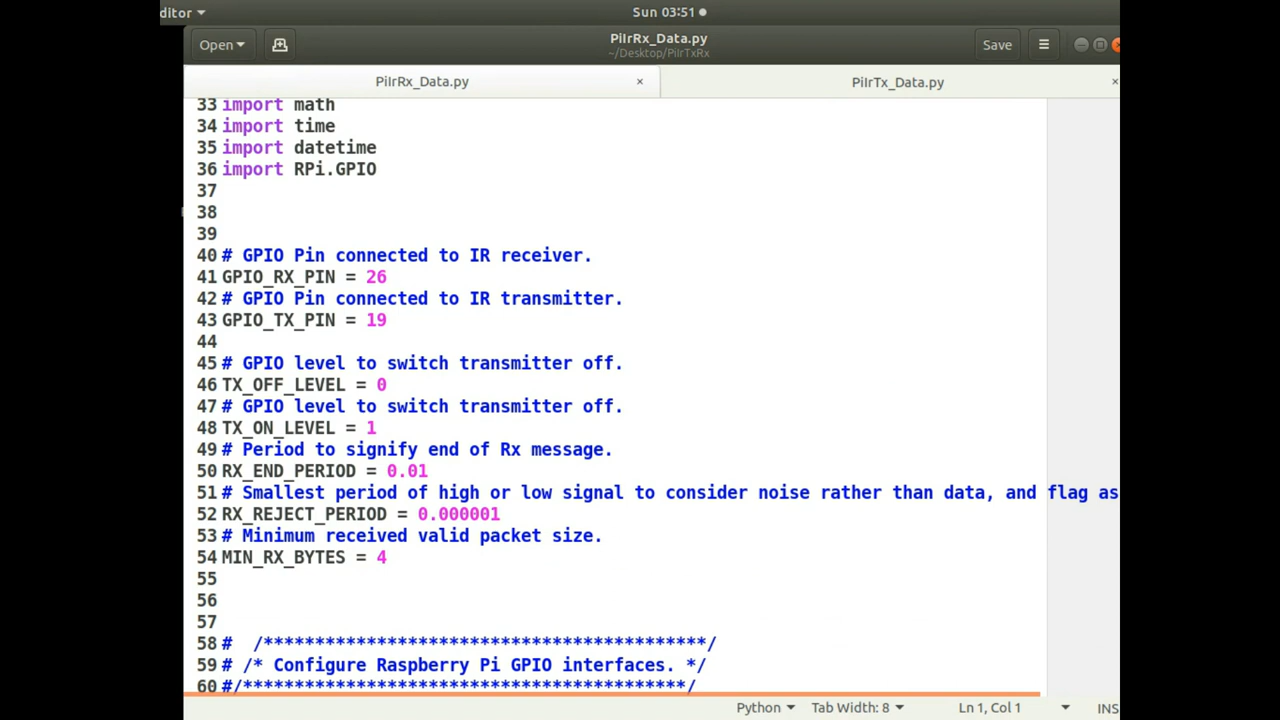 ditor
Sun 03:51
Open
PiIrRx_Data.py
~/Desktop/PiIrTxRx
Save
PiIrRx_Data.py
PiIrTx_Data.py
33 import math
34 import time
35 import datetime
36 import RPi.GPIO
37
38
39
40 # GPIO Pin connected to IR receiver.
41 GPIO_RX_PIN = 26
42 # GPIO Pin connected to IR transmitter.
43 GPIO_TX_PIN = 19
44
45 # GPIO level to switch transmitter off.
46 TX_OFF_LEVEL = 0
47 # GPIO level to switch transmitter off.
48 TX_ON_LEVEL = 1
49 # Period to signify end of Rx message.
50 RX_END_PERIOD = 0.01
51 # Smallest period of high or low signal to consider noise rather than data, and flag as
52 RX_REJECT_PERIOD = 0.000001
53 # Minimum received valid packet size.
54 MIN_RX_BYTES = 4
55
56
57
58 #  /*******************************************/
59 # /* Configure Raspberry Pi GPIO interfaces. */
60 #/*******************************************/
Python
Tab Width: 8
Ln 1, Col 1
INS